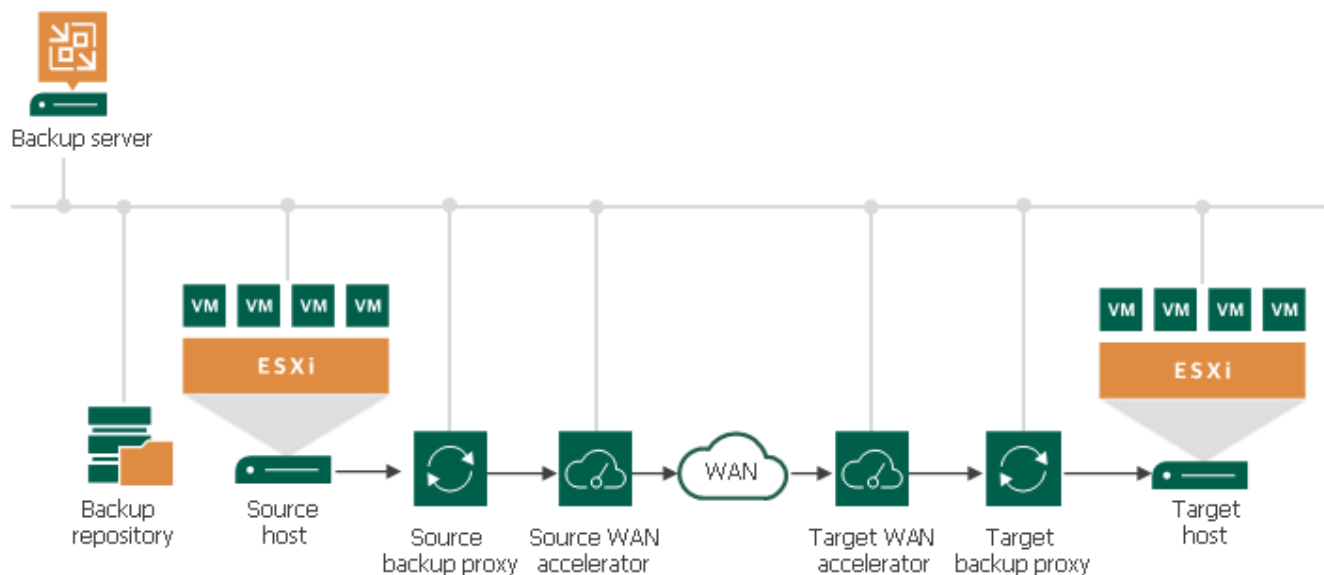 Backup server
VM VM VM VM
ESXi
VM VM VM VM
ESXi
WAN
Backup
repository
Source
host
Source
backup proxy
Source WAN
accelerator
Target WAN
accelerator
Target
backup proxy
Target
host